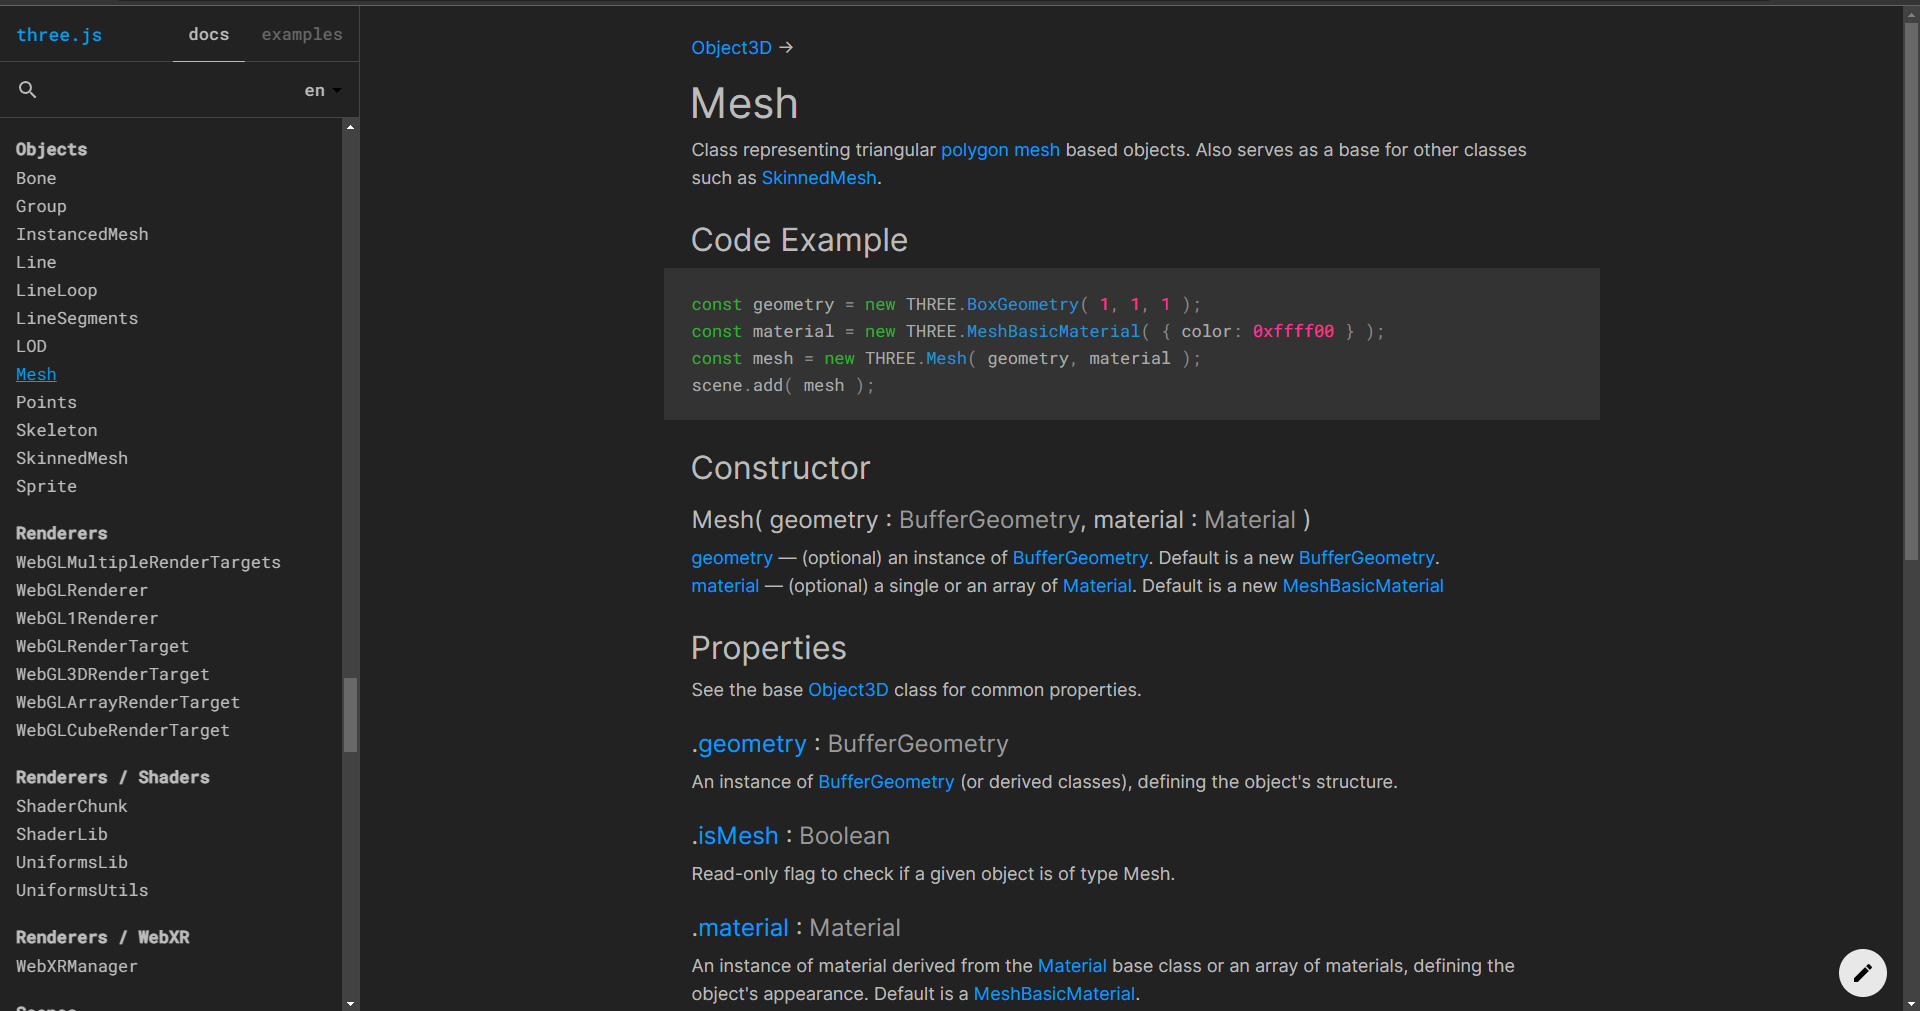 three.js
docs
examples
en
Objects
Bone
Group
InstancedMesh
Line
LineLoop
LineSegments
LOD
Mesh
Points
Skeleton
SkinnedMesh
Sprite
Renderers
WebGLMultipleRenderTargets
WebGLRenderer
WebGL1Renderer
WebGLRenderTarget
WebGL3DRenderTarget
WebGLArrayRenderTarget
WebGLCubeRenderTarget
Renderers / Shaders
ShaderChunk
ShaderLib
UniformsLib
UniformsUtils
Renderers / WebXR
WebXRManager
Object3D →
Mesh
Class representing triangular polygon mesh based objects. Also serves as a base for other classes
such as SkinnedMesh.
Code Example
const geometry = new THREE.BoxGeometry( 1, 1, 1 );
const material = new THREE.MeshBasicMaterial( { color: 0xffff00 } );
const mesh = new THREE.Mesh( geometry, material );
scene.add( mesh );
Constructor
Mesh( geometry : BufferGeometry, material : Material )
geometry — (optional) an instance of BufferGeometry. Default is a new BufferGeometry.
material — (optional) a single or an array of Material. Default is a new MeshBasicMaterial
Properties
See the base Object3D class for common properties.
.geometry : BufferGeometry
An instance of BufferGeometry (or derived classes), defining the object's structure.
.isMesh : Boolean
Read-only flag to check if a given object is of type Mesh.
.material : Material
An instance of material derived from the Material base class or an array of materials, defining the
object's appearance. Default is a MeshBasicMaterial.